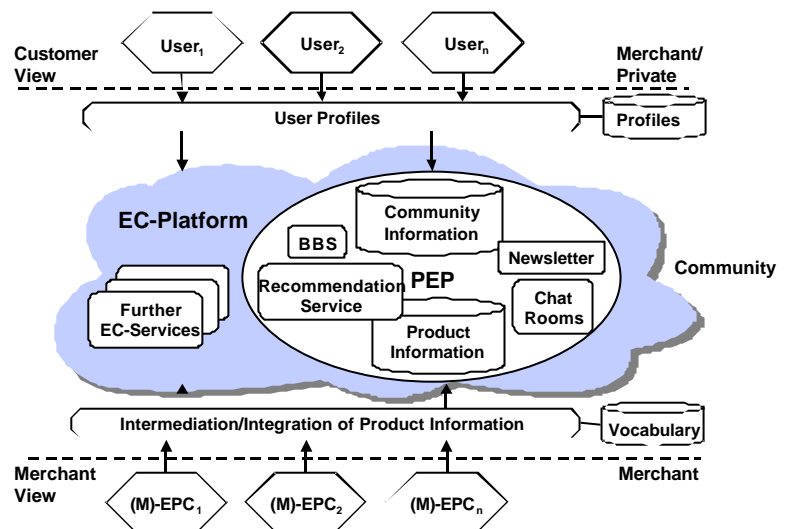 User1
User2
Usern
Customer
View
Merchant/
Private
User Profiles
Profiles
EC-Platform
Community
Information
BBS
Newsletter
Recommendation
Service
PEP
Community
Further
EC-Services
Chat
Rooms
Product
Information
Intermediation/Integration of Product Information
Vocabulary
Merchant
View
Merchant
(M)-EPC1
(M)-EPC2
(M)-EPCn